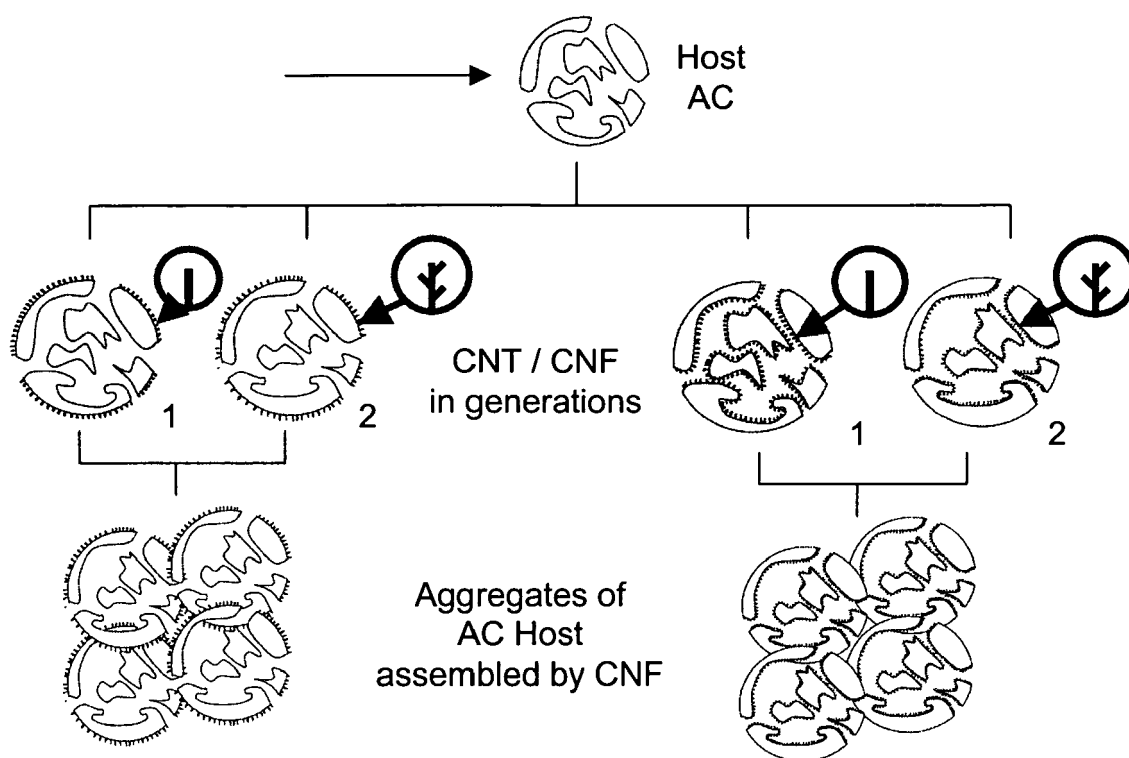 Host
AC
CNT / CNF
in generations
1
2
1
2
Aggregates of
AC Host
assembled by CNF